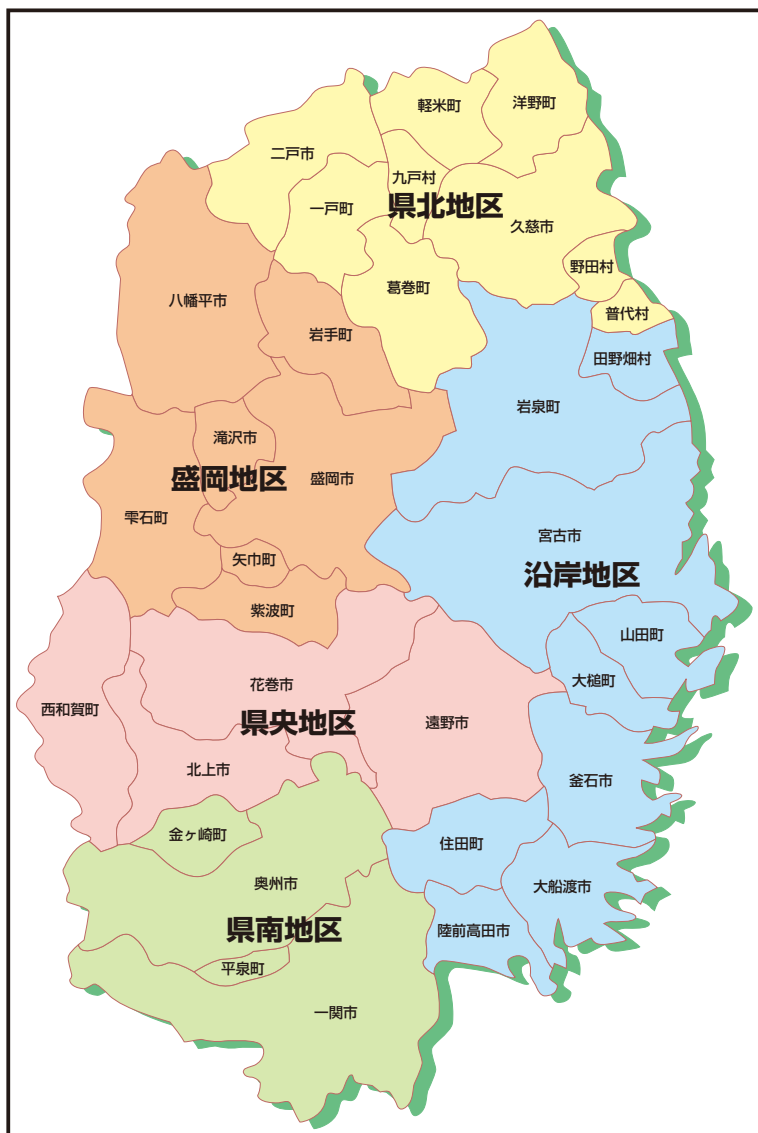 洋野町
軽米町
二戸市
九戸村
一戸町
県北地区
久慈市
野田村
葛巻町
八幡平市
普代村
岩手町
田野畑村
岩泉町
滝沢市
盛岡地区
盛岡市
雫石町
宮古市
矢巾町
沿岸地区
紫波町
山田町
大槌町
花巻市
西和賀町
県央地区
遠野市
北上市
釜石市
金ヶ崎町
住田町
奥州市
大船渡市
県南地区
陸前高田市
平泉町
一関市